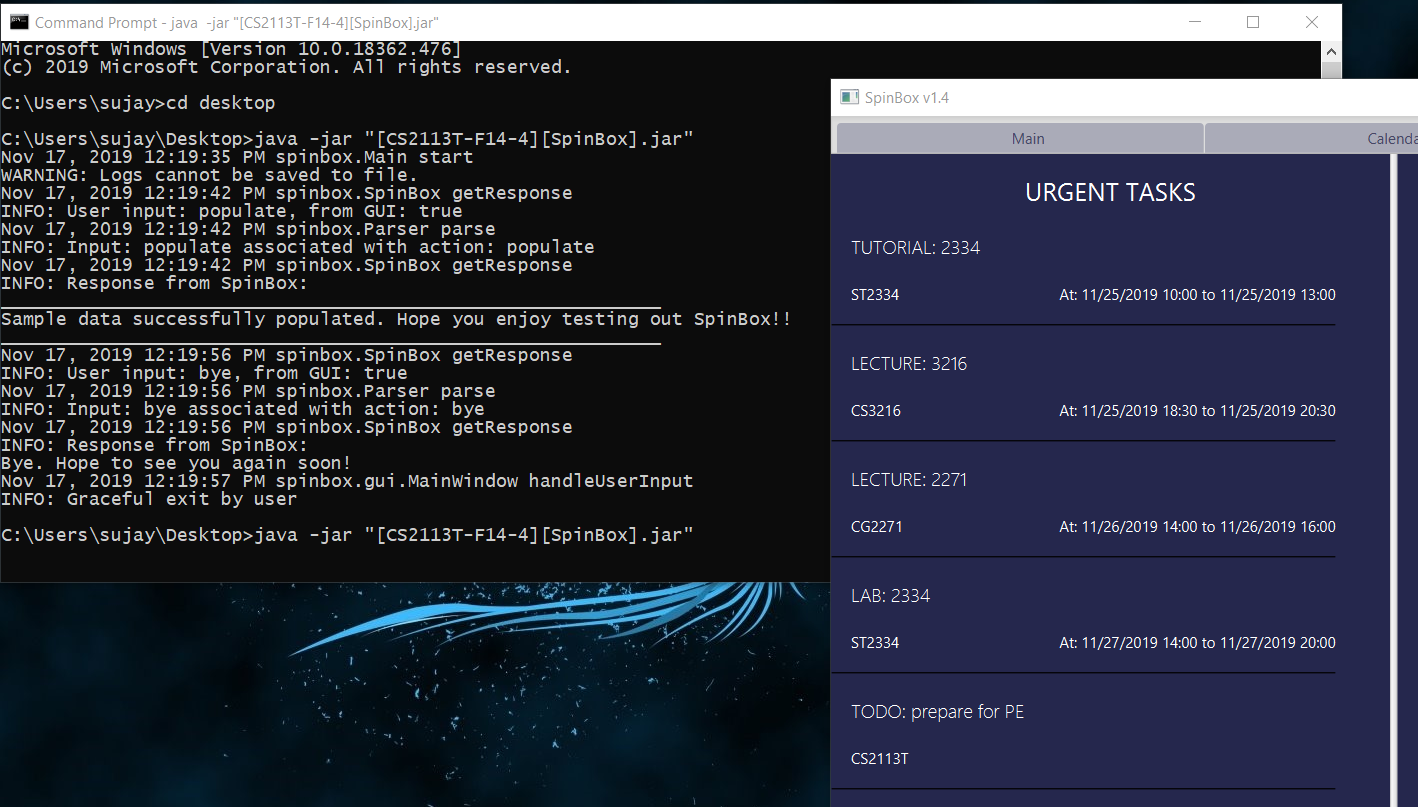 Command Prompt - java  -jar "[CS2113T-F14-4][SpinBox].jar"
Microsoft Windows [Version 10.0.18362.476]
(c) 2019 Microsoft Corporation. All rights reserved.
C:\Users\sujay>cd desktop
C:\Users\sujay\Desktop>java -jar "[CS2113T-F14-4][SpinBox].jar"
Nov 17, 2019 12:19:35 PM spinbox.Main start
WARNING: Logs cannot be saved to file.
Nov 17, 2019 12:19:42 PM spinbox.SpinBox getResponse
INFO: User input: populate, from GUI: true
Nov 17, 2019 12:19:42 PM spinbox.Parser parse
INFO: Input: populate associated with action: populate
Nov 17, 2019 12:19:42 PM spinbox.SpinBox getResponse
INFO: Response from SpinBox:
____________________________________________________________
Sample data successfully populated. Hope you enjoy testing out SpinBox!!
____________________________________________________________
Nov 17, 2019 12:19:56 PM spinbox.SpinBox getResponse
INFO: User input: bye, from GUI: true
Nov 17, 2019 12:19:56 PM spinbox.Parser parse
INFO: Input: bye associated with action: bye
Nov 17, 2019 12:19:56 PM spinbox.SpinBox getResponse
INFO: Response from SpinBox:
Bye. Hope to see you again soon!
Nov 17, 2019 12:19:57 PM spinbox.gui.MainWindow handleUserInput
INFO: Graceful exit by user
C:\Users\sujay\Desktop>java -jar "[CS2113T-F14-4][SpinBox].jar"
SpinBox v1.4
Main Calenda
URGENT TASKS
TUTORIAL: 2334
ST2334 At: 11/25/2019 10:00 to 11/25/2019 13:00
LECTURE: 3216
CS3216 At: 11/25/2019 18:30 to 11/25/2019 20:30
LECTURE: 2271
CG2271 At: 11/26/2019 14:00 to 11/26/2019 16:00
LAB: 2334
ST2334 At: 11/27/2019 14:00 to 11/27/2019 20:00
TODO: prepare for PE
CS2113T